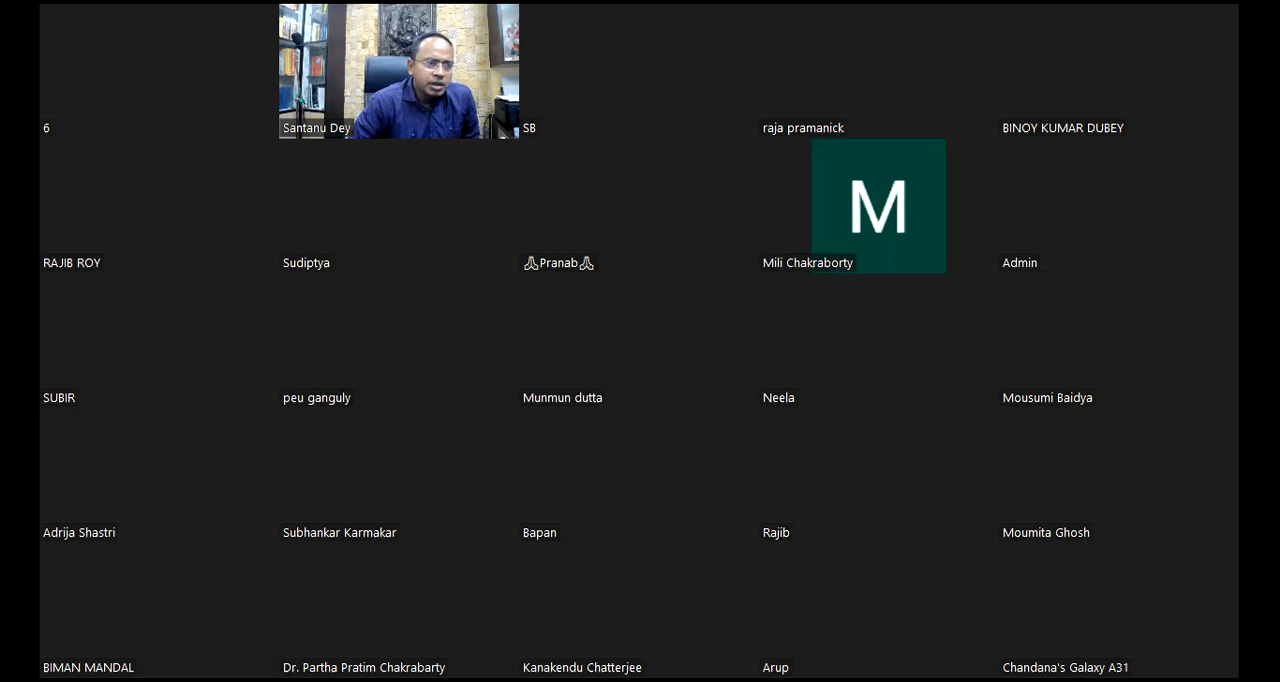 6
Santanu Dey
SB
raja pramanick
BINOY KUMAR DUBEY
RAJIB ROY
Sudiptya
🙏Pranab🙏
M
Mili Chakraborty
Admin
SUBIR
peu ganguly
Munmun dutta
Neela
Mousumi Baidya
Adrija Shastri
Subhankar Karmakar
Bapan
Rajib
Moumita Ghosh
BIMAN MANDAL
Dr. Partha Pratim Chakrabarty
Kanakendu Chatterjee
Arup
Chandana's Galaxy A31